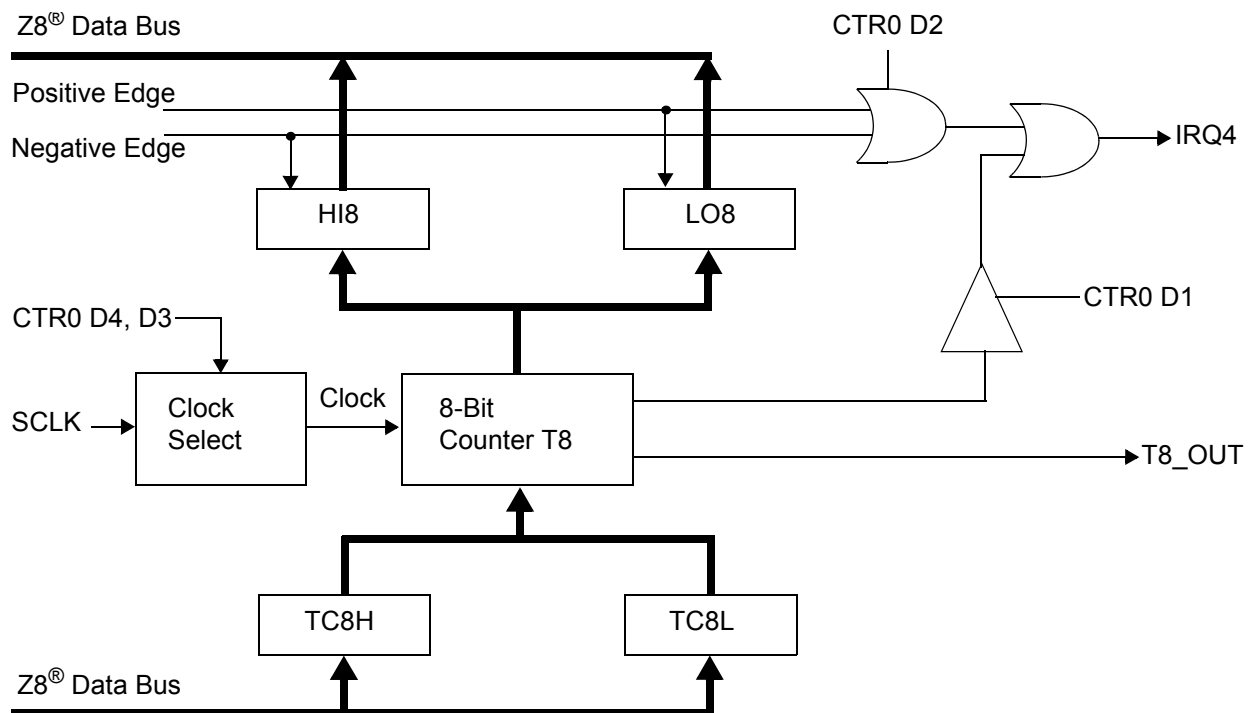 Z8® Data Bus
CTR0 D2
Positive Edge
Negative Edge
IRQ4
HI8
LO8
CTR0 D4, D3
CTR0 D1
SCLK
Clock
Select
Clock
8-Bit
Counter T8
T8_OUT
TC8H
TC8L
Z8® Data Bus